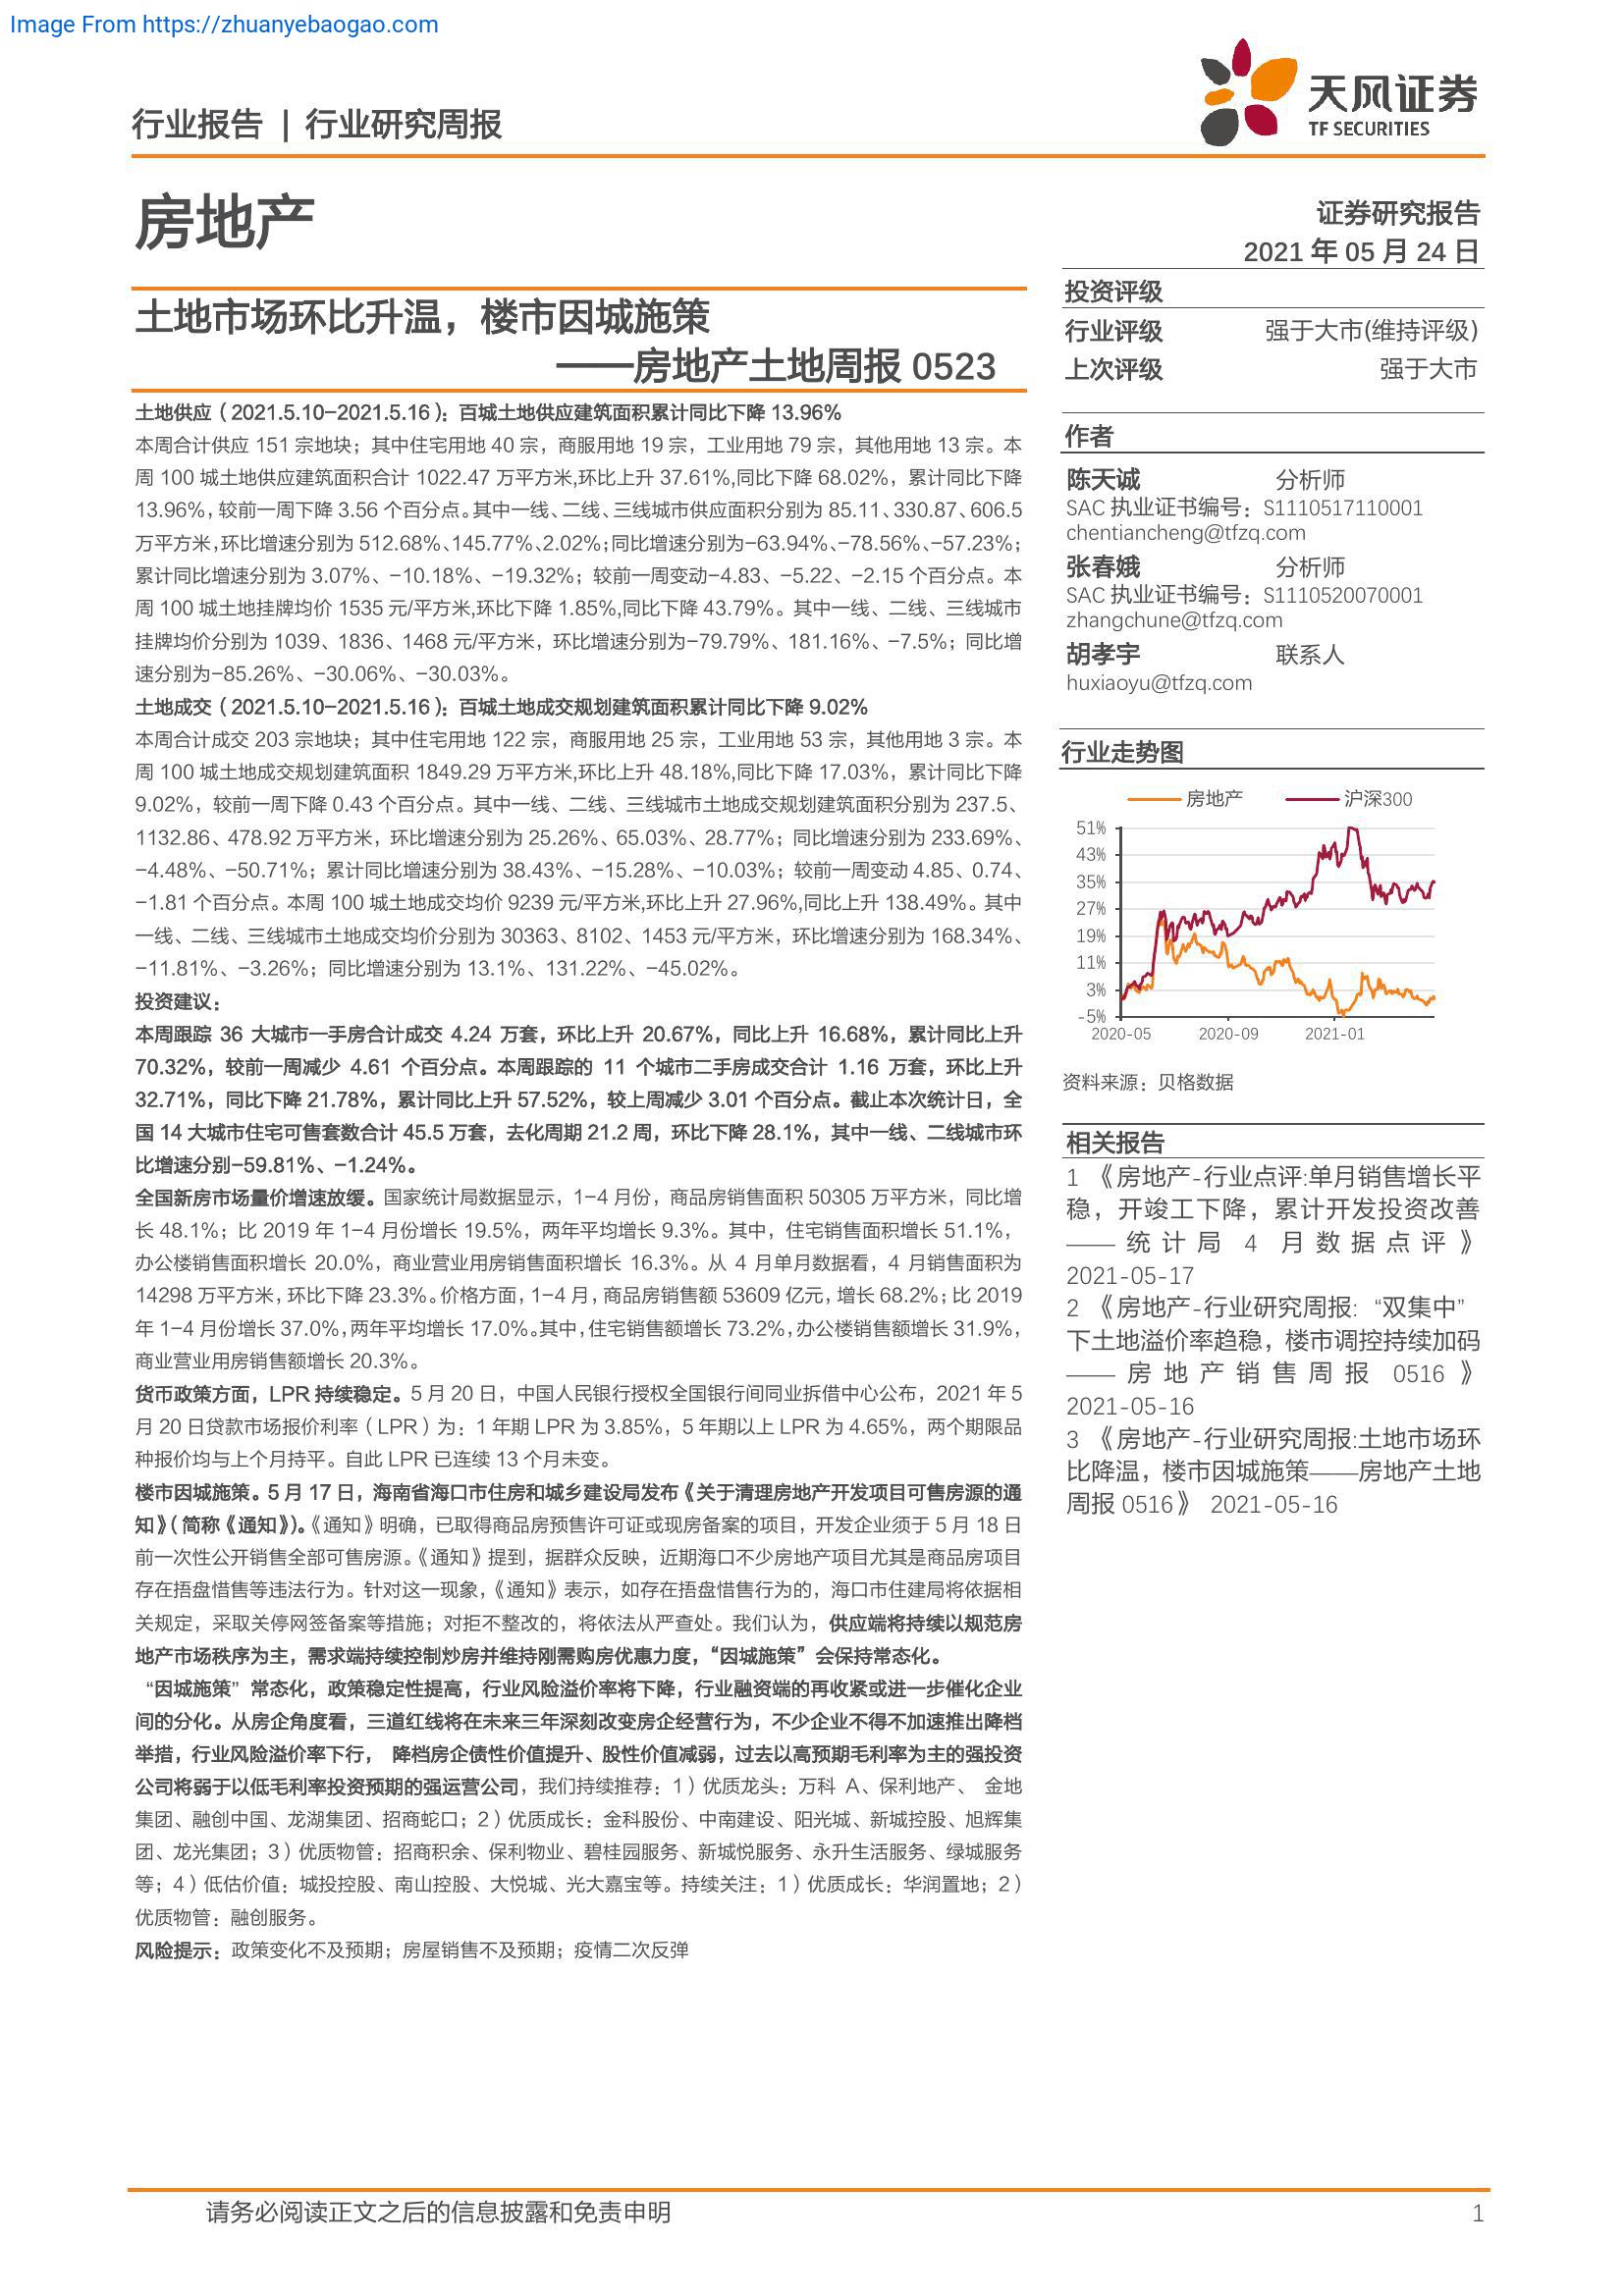 Image From https://zhuanyebaogao.com
行业报告 | 行业研究周报
天风证券
TF SECURITIES
房地产
证券研究报告
2021 年 05 月 24 日
土地市场环比升温，楼市因城施策
——房地产土地周报 0523
土地供应（2021.5.10-2021.5.16）：百城土地供应建筑面积累计同比下降 13.96%
本周合计供应 151 宗地块；其中住宅用地 40 宗，商服用地 19 宗，工业用地 79 宗，其他用地 13 宗。本
周 100 城土地供应建筑面积合计 1022.47 万平方米,环比上升 37.61%,同比下降 68.02%，累计同比下降
13.96%，较前一周下降 3.56 个百分点。其中一线、二线、三线城市供应面积分别为 85.11、330.87、606.5
万平方米,环比增速分别为 512.68%、145.77%、2.02%；同比增速分别为-63.94%、-78.56%、-57.23%；
累计同比增速分别为 3.07%、-10.18%、-19.32%；较前一周变动-4.83、-5.22、-2.15 个百分点。本
周 100 城土地挂牌均价 1535 元/平方米,环比下降 1.85%,同比下降 43.79%。其中一线、二线、三线城市
挂牌均价分别为 1039、1836、1468 元/平方米，环比增速分别为-79.79%、181.16%、-7.5%；同比增
速分别为-85.26%、-30.06%、-30.03%。
土地成交（2021.5.10-2021.5.16）：百城土地成交规划建筑面积累计同比下降 9.02%
本周合计成交 203 宗地块；其中住宅用地 122 宗，商服用地 25 宗，工业用地 53 宗，其他用地 3 宗。本
周 100 城土地成交规划建筑面积 1849.29 万平方米,环比上升 48.18%,同比下降 17.03%，累计同比下降
9.02%，较前一周下降 0.43 个百分点。其中一线、二线、三线城市土地成交规划建筑面积分别为 237.5、
1132.86、478.92 万平方米，环比增速分别为 25.26%、65.03%、28.77%；同比增速分别为 233.69%、
-4.48%、-50.71%；累计同比增速分别为 38.43%、-15.28%、-10.03%；较前一周变动 4.85、0.74、
-1.81 个百分点。本周 100 城土地成交均价 9239 元/平方米,环比上升 27.96%,同比上升 138.49%。其中
一线、二线、三线城市土地成交均价分别为 30363、8102、1453 元/平方米，环比增速分别为 168.34%、
-11.81%、-3.26%；同比增速分别为 13.1%、131.22%、-45.02%。
投资建议：
本周跟踪 36 大城市一手房合计成交 4.24 万套，环比上升 20.67%，同比上升 16.68%，累计同比上升
70.32%，较前一周减少 4.61 个百分点。本周跟踪的 11 个城市二手房成交合计 1.16 万套，环比上升
32.71%，同比下降 21.78%，累计同比上升 57.52%，较上周减少 3.01 个百分点。截止本次统计日，全
国 14 大城市住宅可售套数合计 45.5 万套，去化周期 21.2 周，环比下降 28.1%，其中一线、二线城市环
比增速分别-59.81%、-1.24%。
全国新房市场量价增速放缓。国家统计局数据显示，1-4 月份，商品房销售面积 50305 万平方米，同比增
长 48.1%；比 2019 年 1-4 月份增长 19.5%，两年平均增长 9.3%。其中，住宅销售面积增长 51.1%，
办公楼销售面积增长 20.0%，商业营业用房销售面积增长 16.3%。从 4 月单月数据看，4 月销售面积为
14298 万平方米，环比下降 23.3%。价格方面，1-4 月，商品房销售额 53609 亿元，增长 68.2%；比 2019
年 1-4 月份增长 37.0%，两年平均增长 17.0%。其中，住宅销售额增长 73.2%，办公楼销售额增长 31.9%，
商业营业用房销售额增长 20.3%。
货币政策方面，LPR 持续稳定。5 月 20 日，中国人民银行授权全国银行间同业拆借中心公布，2021 年 5
月 20 日贷款市场报价利率（LPR）为：1 年期 LPR 为 3.85%，5 年期以上 LPR 为 4.65%，两个期限品
种报价均与上个月持平。自此 LPR 已连续 13 个月未变。
楼市因城施策。5 月 17 日，海南省海口市住房和城乡建设局发布《关于清理房地产开发项目可售房源的通
知》（简称《通知》）。《通知》明确，已取得商品房预售许可证或现房备案的项目，开发企业须于 5 月 18 日
前一次性公开销售全部可售房源。《通知》提到，据群众反映，近期海口不少房地产项目尤其是商品房项目
存在捂盘惜售等违法行为。针对这一现象，《通知》表示，如存在捂盘惜售行为的，海口市住建局将依据相
关规定，采取关停网签备案等措施；对拒不整改的，将依法从严查处。我们认为，供应端将持续以规范房
地产市场秩序为主，需求端持续控制炒房并维持刚需购房优惠力度，“因城施策”会保持常态化。
“因城施策”常态化，政策稳定性提高，行业风险溢价率将下降，行业融资端的再收紧或进一步催化企业
间的分化。从房企角度看，三道红线将在未来三年深刻改变房企经营行为，不少企业不得不加速推出降档
举措，行业风险溢价率下行， 降档房企债性价值提升、股性价值减弱，过去以高预期毛利率为主的强投资
公司将弱于以低毛利率投资预期的强运营公司，我们持续推荐：1）优质龙头：万科 A、保利地产、 金地
集团、融创中国、龙湖集团、招商蛇口；2）优质成长：金科股份、中南建设、阳光城、新城控股、旭辉集
团、龙光集团；3）优质物管：招商积余、保利物业、碧桂园服务、新城悦服务、永升生活服务、绿城服务
等；4）低估价值：城投控股、南山控股、大悦城、光大嘉宝等。持续关注：1）优质成长：华润置地；2）
优质物管：融创服务。
风险提示：政策变化不及预期；房屋销售不及预期；疫情二次反弹
投资评级
行业评级 强于大市(维持评级)
上次评级 强于大市
作者
陈天诚 分析师
SAC 执业证书编号：S1110517110001
chentiancheng@tfzq.com
张春娥 分析师
SAC 执业证书编号：S1110520070001
zhangchune@tfzq.com
胡孝宇 联系人
huxiaoyu@tfzq.com
行业走势图
房地产 沪深300
51%
43%
35%
27%
19%
11%
3%
-5%
2020-05 2020-09 2021-01
资料来源：贝格数据
相关报告
1 《房地产-行业点评:单月销售增长平
稳，开竣工下降，累计开发投资改善
——统计局 4 月数据点评》
2021-05-17
2 《房地产-行业研究周报: “双集中”
下土地溢价率趋稳，楼市调控持续加码
——房地产销售周报 0516》
2021-05-16
3 《房地产-行业研究周报:土地市场环
比降温，楼市因城施策——房地产土地
周报 0516》 2021-05-16
请务必阅读正文之后的信息披露和免责申明
1